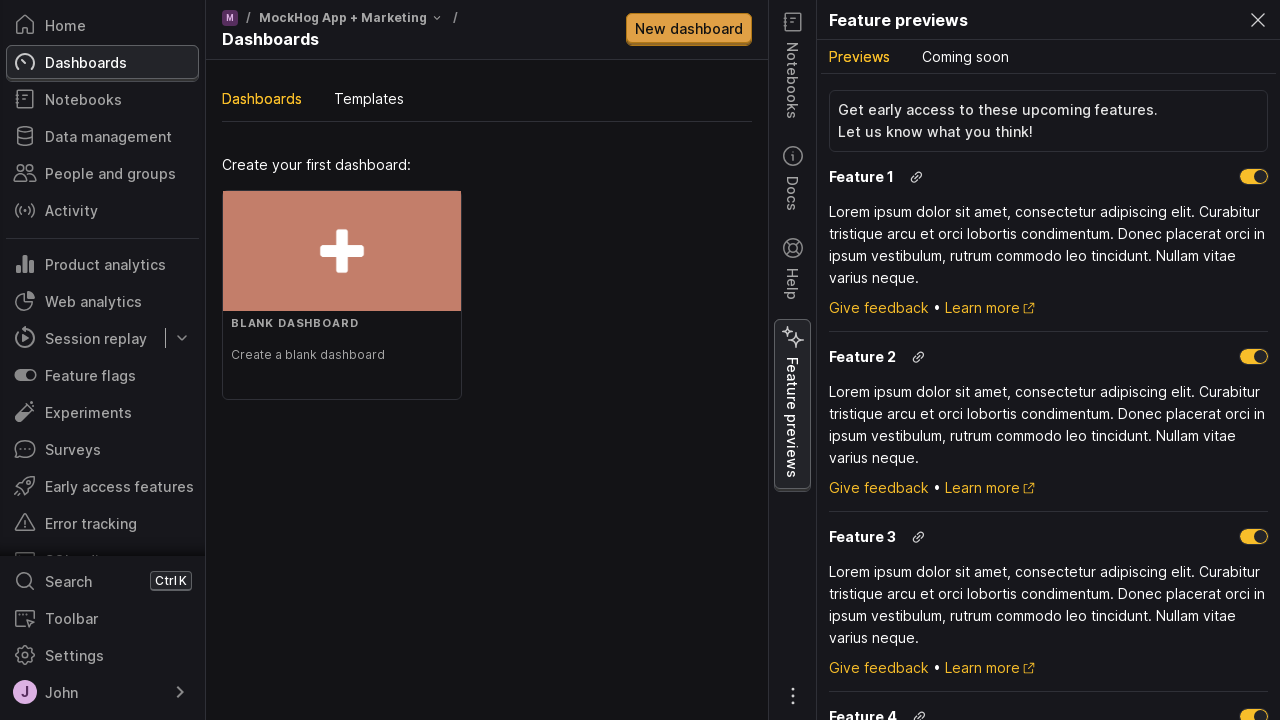 Home
Dashboards
Notebooks
Data management
People and groups
Activity
Product analytics
Web analytics
Session replay
Feature flags
Experiments
Surveys
Early access features
Error tracking
Search
Ctrl K
Toolbar
Settings
J
John
M / MockHog App + Marketing /
Dashboards
New dashboard
Dashboards
Templates
Create your first dashboard:
BLANK DASHBOARD
Create a blank dashboard
Notebooks
Docs
Help
Feature previews
Feature previews
Previews
Coming soon
Get early access to these upcoming features.
Let us know what you think!
Feature 1
Lorem ipsum dolor sit amet, consectetur adipiscing elit. Curabitur
tristique arcu et orci lobortis condimentum. Donec placerat orci in
ipsum vestibulum, rutrum commodo leo tincidunt. Nullam vitae
varius neque.
Give feedback • Learn more
Feature 2
Lorem ipsum dolor sit amet, consectetur adipiscing elit. Curabitur
tristique arcu et orci lobortis condimentum. Donec placerat orci in
ipsum vestibulum, rutrum commodo leo tincidunt. Nullam vitae
varius neque.
Give feedback • Learn more
Feature 3
Lorem ipsum dolor sit amet, consectetur adipiscing elit. Curabitur
tristique arcu et orci lobortis condimentum. Donec placerat orci in
ipsum vestibulum, rutrum commodo leo tincidunt. Nullam vitae
varius neque.
Give feedback • Learn more
Feature 4